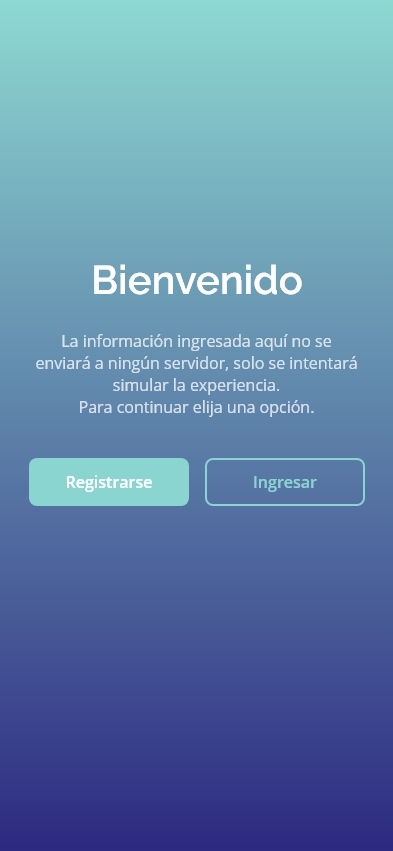 Bienvenido
La información ingresada aquí no se
enviará a ningún servidor, solo se intentará
simular la experiencia.
Para continuar elija una opción.
Registrarse
Ingresar